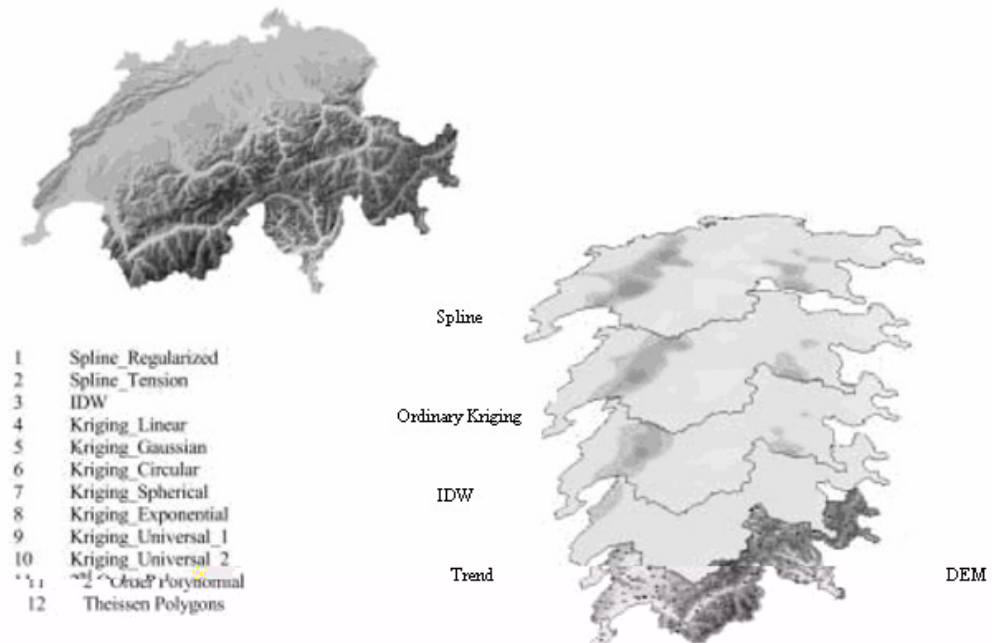 Spline
1 Spline_Regularized
2 Spline_Tension
3 IDW
4 Kriging_Linear
5 Kriging_Gaussian
6 Kriging_Circular
7 Kriging_Spherical
8 Kriging_Exponential
9 Kriging_Universal_1
10 Kriging_Universal_2
12 Theissen Polygons
Ordinary Kriging
IDW
Trend
DEM